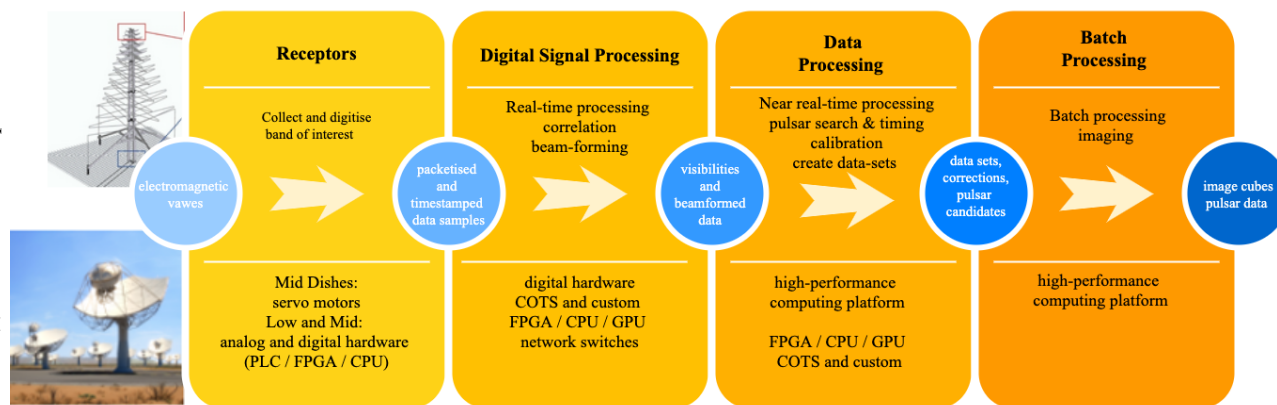 Receptors
Collect and digitise
band of interest
Mid Dishes:
servo motors
Low and Mid:
analog and digital hardware
(PLC / FPGA / CPU)
electromagnetic
vawes
packetised
and
timestamped
data samples
Digital Signal Processing
Real-time processing
correlation
beam-forming
digital hardware
COTS and custom
FPGA / CPU / GPU
network switches
visibilities
and
beamformed
data
Data
Processing
Near real-time processing
pulsar search & timing
calibration
create data-sets
high-performance
computing platform
FPGA / CPU / GPU
COTS and custom
data sets,
corrections,
pulsar
candidates
Batch
Processing
Batch processing
imaging
high-performance
computing platform
image cubes
pulsar data